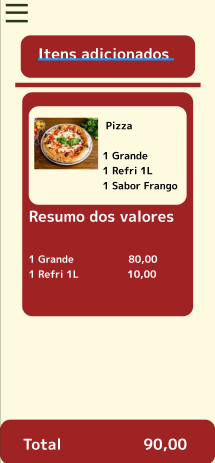 Itens adicionados
Pizza
1 Grande
1 Refri 1L
1 Sabor Frango
Resumo dos valores
1 Grande 80,00
1 Refri 1L 10,00
Total 90,00